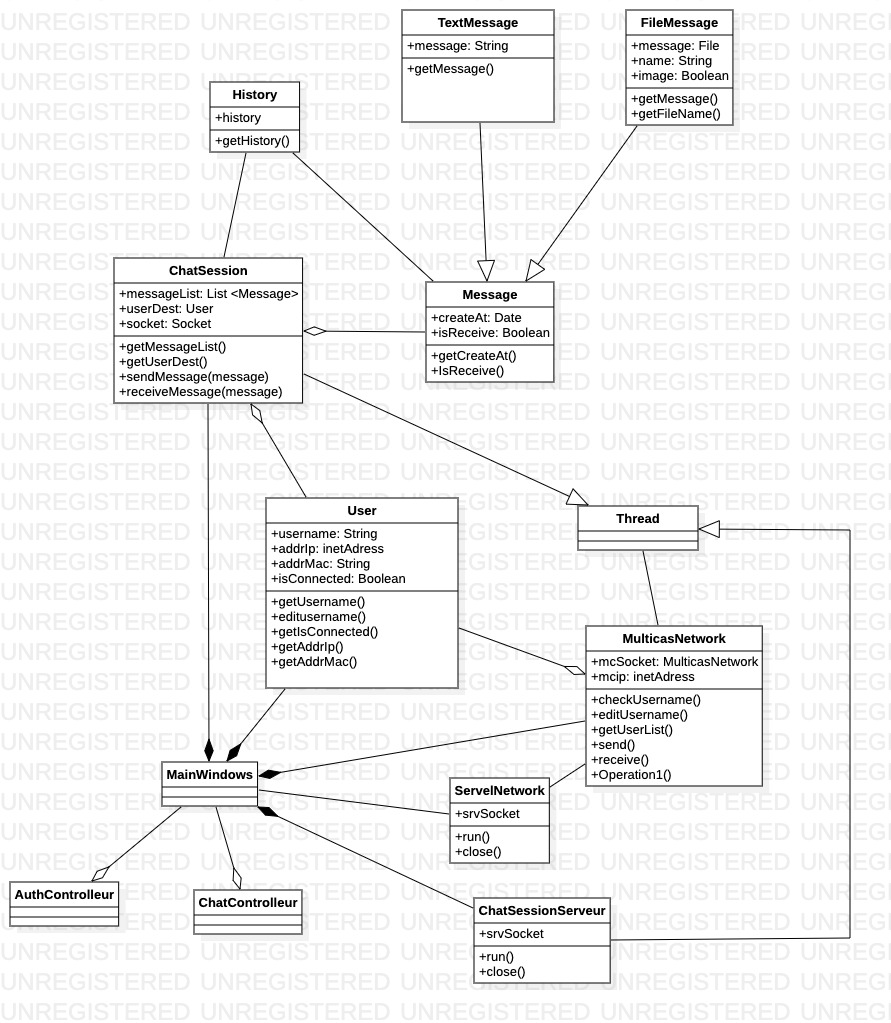 TextMessage
+message: String
+getMessage()
FileMessage
+message: File
+name: String
+image: Boolean
+getMessage()
+getFileName()
History
+history
+getHistory()
ChatSession
+messageList: List <Message>
+userDest: User
+socket: Socket
+getMessageList()
+getUserDest()
+sendMessage(message)
+receiveMessage(message)
Message
+createAt: Date
+isReceive: Boolean
+getCreateAt()
+IsReceive()
User
+username: String
+addrIp: inetAdress
+addrMac: String
+isConnected: Boolean
+getUsername()
+editusername()
+getIsConnected()
+getAddrIp()
+getAddrMac()
Thread
MulticasNetwork
+mcSocket: MulticasNetwork
+mcip: inetAdress
+checkUsername()
+editUsername()
+getUserList()
+send()
+receive()
+Operation1()
MainWindows
ServelNetwork
+srvSocket
+run()
+close()
AuthControlleur
ChatControlleur
ChatSessionServeur
+srvSocket
+run()
+close()
UNREGISTERED UNREGISTERED UNREGISTERED UNREGISTERED UNREGI